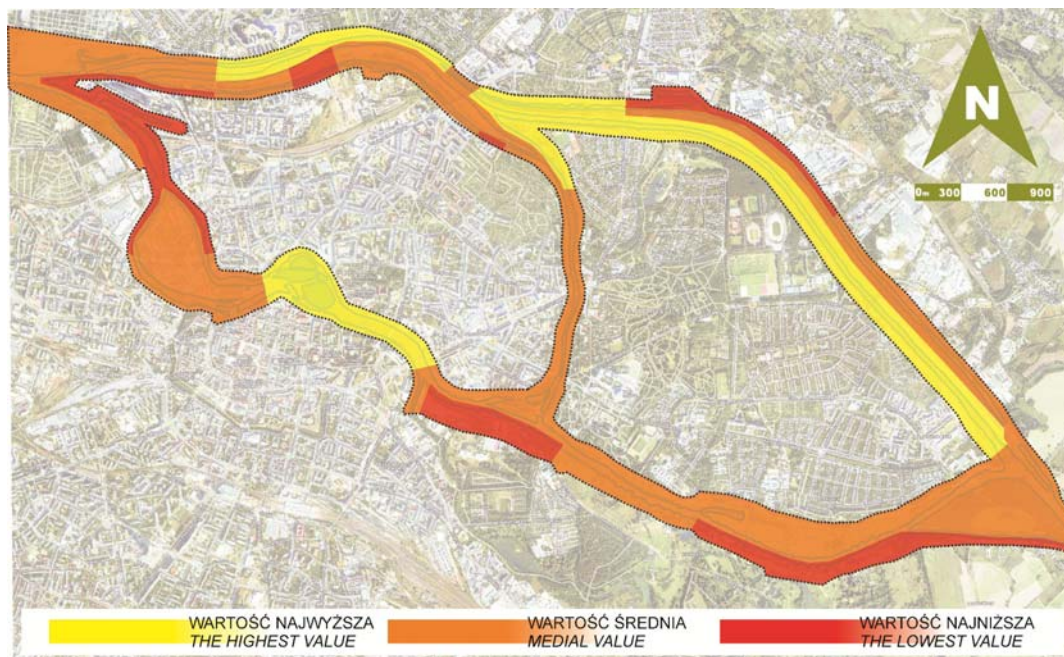 N
0m 300 600 900
WARTOŚĆ NAJWYŻSZA
THE HIGHEST VALUE
WARTOŚĆ ŚREDNIA
MEDIAL VALUE
WARTOŚĆ NAJNIŻSZA
THE LOWEST VALUE